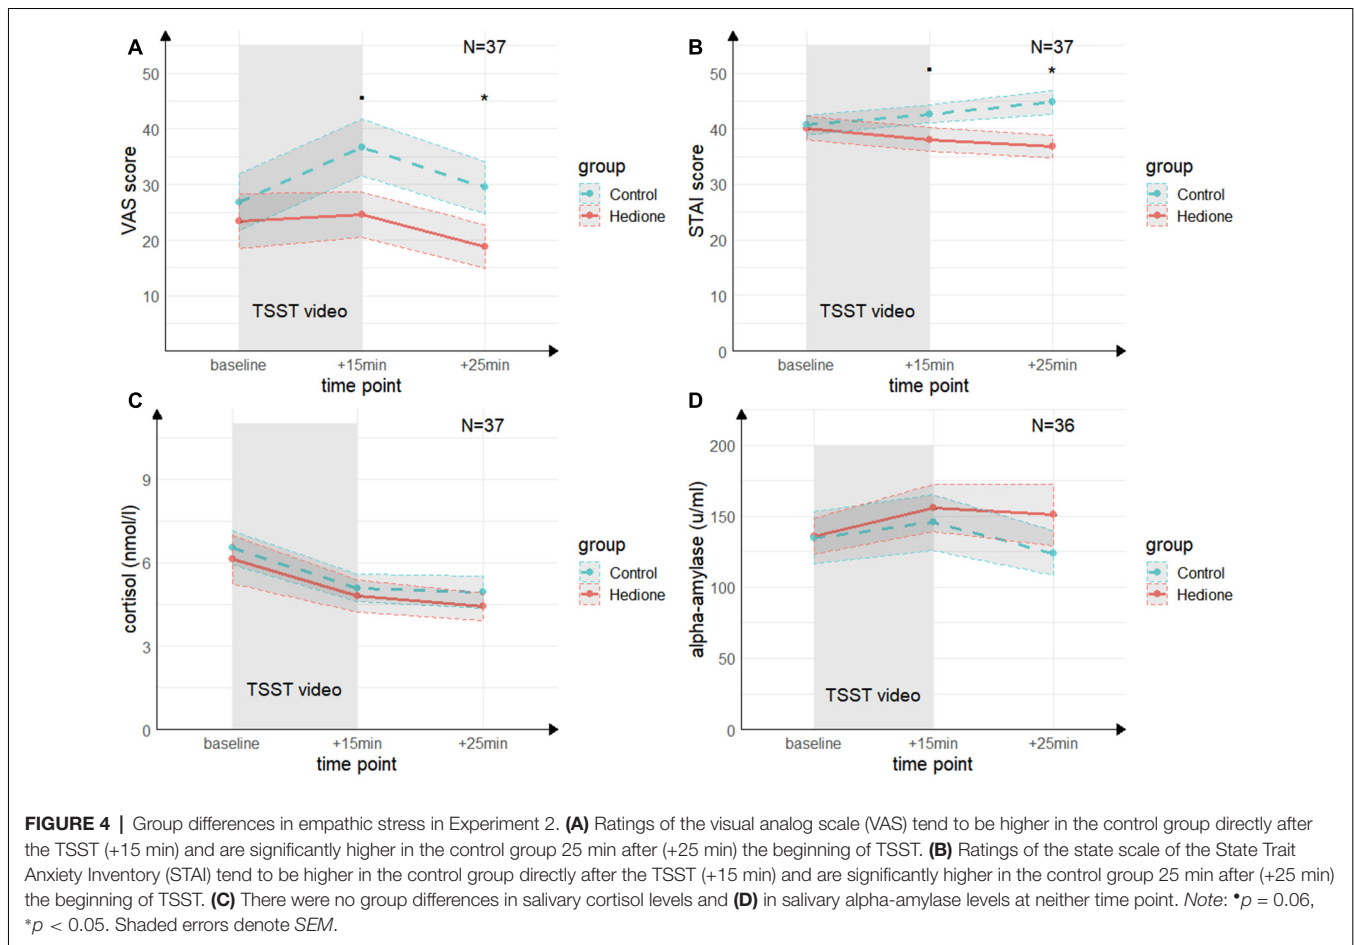 A
N=37
50
40
30
20
10
VAS score
▪
*
TSST video
baseline
+15min
+25min
time point
group
Control
Hedione
B
N=37
50
40
30
20
10
0
STAI score
▪
*
TSST video
baseline
+15min
+25min
time point
group
Control
Hedione
C
N=37
9
6
3
0
cortisol (nmol/l)
TSST video
baseline
+15min
+25min
time point
group
Control
Hedione
D
N=36
200
150
100
50
0
alpha-amylase (u/ml)
TSST video
baseline
+15min
+25min
time point
group
Control
Hedione
FIGURE 4 | Group differences in empathic stress in Experiment 2. (A) Ratings of the visual analog scale (VAS) tend to be higher in the control group directly after
the TSST (+15 min) and are significantly higher in the control group 25 min after (+25 min) the beginning of TSST. (B) Ratings of the state scale of the State Trait
Anxiety Inventory (STAI) tend to be higher in the control group directly after the TSST (+15 min) and are significantly higher in the control group 25 min after (+25 min)
the beginning of TSST. (C) There were no group differences in salivary cortisol levels and (D) in salivary alpha-amylase levels at neither time point. Note: •p = 0.06,
*p < 0.05. Shaded errors denote SEM.